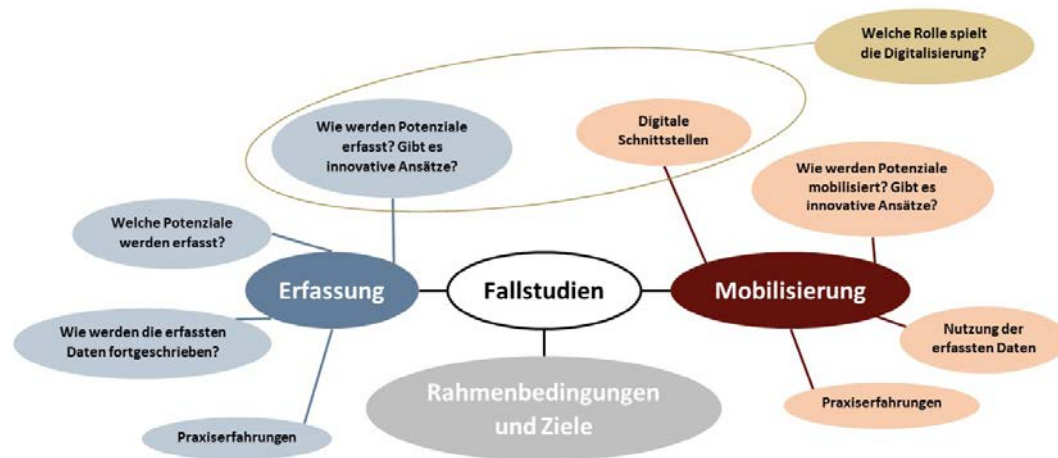 Welche Rolle spielt
die Digitalisierung?
Wie werden Potenziale
erfasst? Gibt es
innovative Ansätze?
Digitale
Schnittstellen
Wie werden Potenziale
mobilisiert? Gibt es
innovative Ansätze?
Welche Potenziale
werden erfasst?
Erfassung
Fallstudien
Mobilisierung
Wie werden die erfassten
Daten fortgeschrieben?
Nutzung der
erfassten Daten
Rahmenbedingungen
und Ziele
Praxiserfahrungen
Praxiserfahrungen